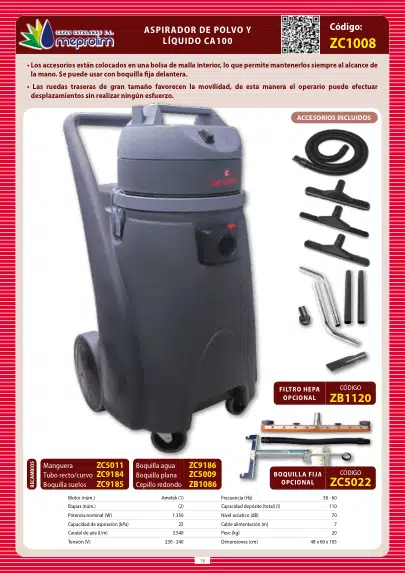 GAPAS CATALANAS S.L.
meprolim
ASPIRADOR DE POLVO Y
LÍQUIDO CA100
Código:
ZC1008
• Los accesorios están colocados en una bolsa de malla interior, lo que permite mantenerlos siempre al alcance de
la mano. Se puede usar con boquilla fija delantera.
• Las ruedas traseras de gran tamaño favorecen la movilidad, de esta manera el operario puede efectuar
desplazamientos sin realizar ningún esfuerzo.
ACCESORIOS INCLUIDOS
FILTRO HEPA
OPCIONAL
CÓDIGO
ZB1120
BOQUILLA FIJA
OPCIONAL
CÓDIGO
ZC5022
RECAMBIOS
Manguera ZC5011
Tubo recto/curvo ZC9184
Boquilla suelos ZC9185
Boquilla agua ZC9186
Boquilla plana ZC5009
Cepillo redondo ZB1086
Motor (núm.) Ametek (1)
Etapas (núm.) (2)
Potencia nominal (W) 1.350
Capacidad de aspiración (kPa) 25
Caudal de aire (l/m) 3.540
Tensión (V) 230 - 240
Frecuencia (Hz) 50 - 60
Capacidad depósito (total) (l) 110
Nivel acústico (dB) 70
Cable alimentación (m) 7
Peso (kg) 20
Dimensiones (cm) 48 x 60 x 105